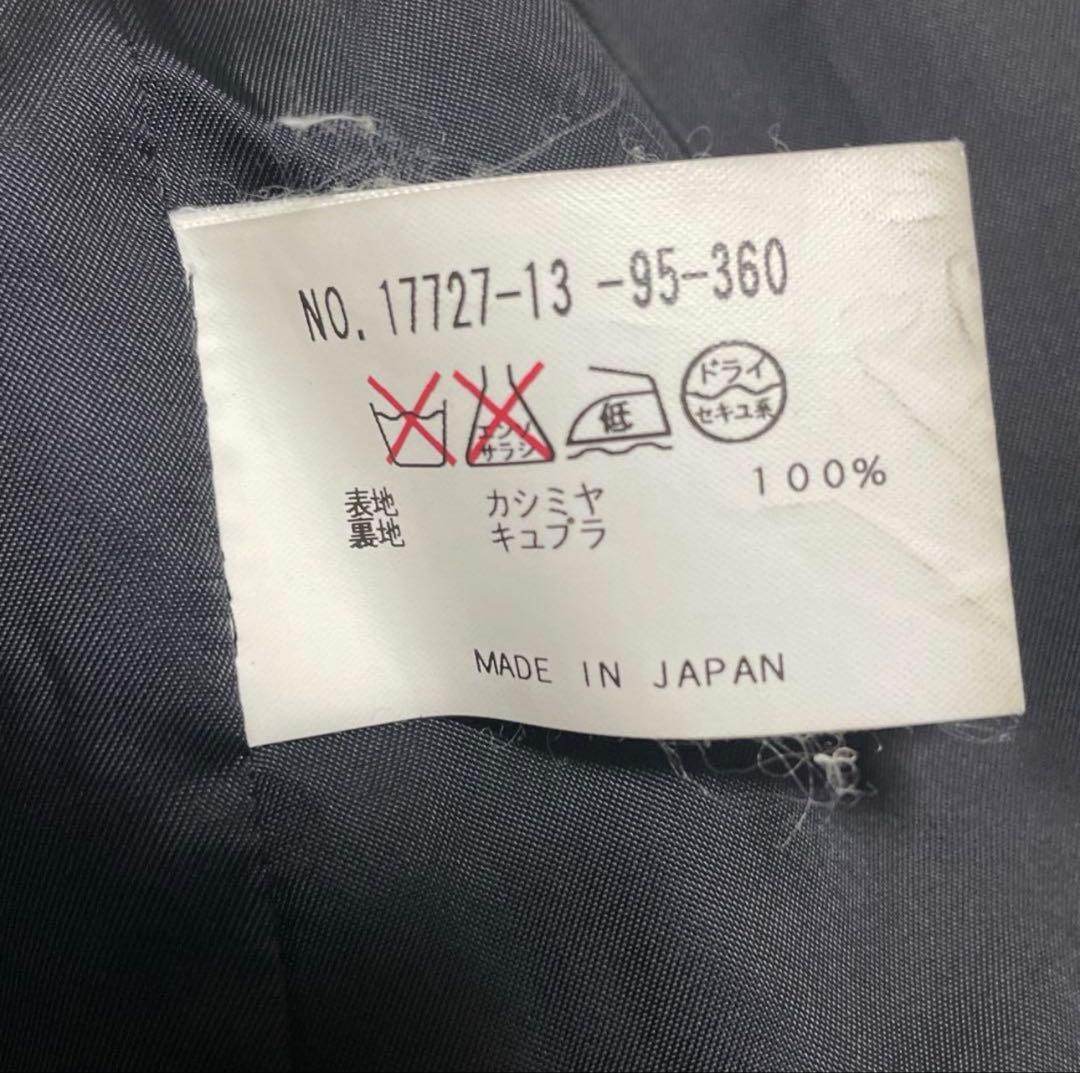 NO. 17727-13 -95-360
エンソ
サラシ
低
ドライ
セキユ系
表地 カシミヤ 100%
裏地 キュプラ
MADE IN JAPAN